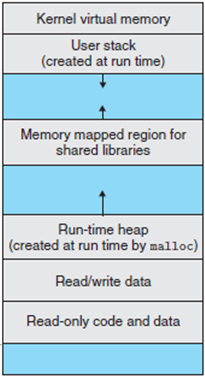 Kernel virtual memory
User stack
(created at run time)
Memory mapped region for
shared libraries
Run-time heap
(created at run time by malloc)
Read/write data
Read-only code and data